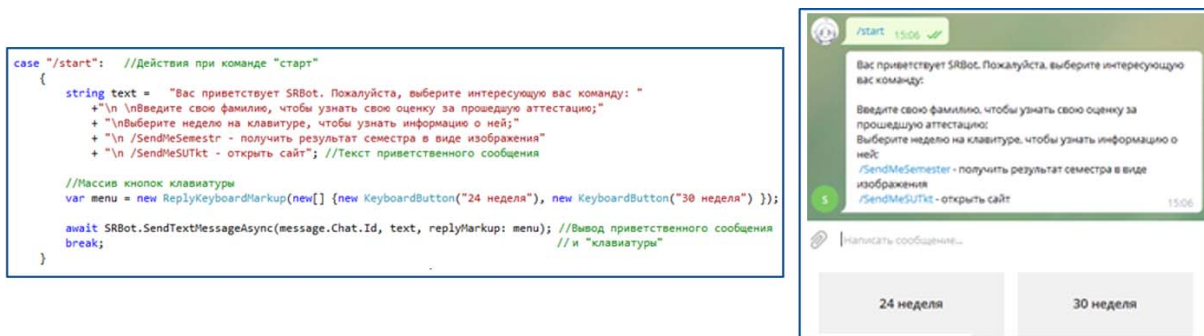 case "/start":   //Действия при команде "старт"
{
string text =   "Вас приветствует SRBot. Пожалуйста, выберите интересующую вас команду: "
+"\n \nВведите свою фамилию, чтобы узнать свою оценку за прошедшую аттестацию;"
+ "\nВыберите неделю на клавитуре, чтобы узнать информацию о ней;"
+ "\n /SendMeSemestr - получить результат семестра в виде изображения"
+ "\n /SendMeSUTkt - открыть сайт"; //Текст приветственного сообщения
//Массив кнопок клавиатуры
var menu = new ReplyKeyboardMarkup(new[] {new KeyboardButton("24 неделя"), new KeyboardButton("30 неделя") });
await SRBot.SendTextMessageAsync(message.Chat.Id, text, replyMarkup: menu); //Вывод приветственного сообщения
break; //и "клавиатуры"
}
/start 15:06
Вас приветствует SRBot. Пожалуйста, выберите интересующую
вас команду:
Введите свою фамилию, чтобы узнать свою оценку за
прошедшую аттестацию;
Выберите неделю на клавитуре, чтобы узнать информацию о
ней;
/SendMeSemester - получить результат семестра в виде
изображения
/SendMeSUTkt - открыть сайт
15:06
S
Написать сообщение...
24 неделя 30 неделя